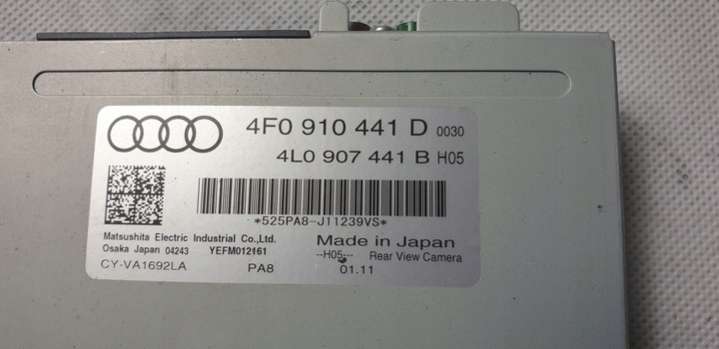 4F0 910 441 D 0030
4L0 907 441 B H05
*525PA8-J11239VS*
Matsushita Electric Industrial Co.,Ltd.
Osaka Japan 04243 YEFM012161
Made in Japan
--H05--- Rear View Camera
CY-VA1692LA PA8 01.11